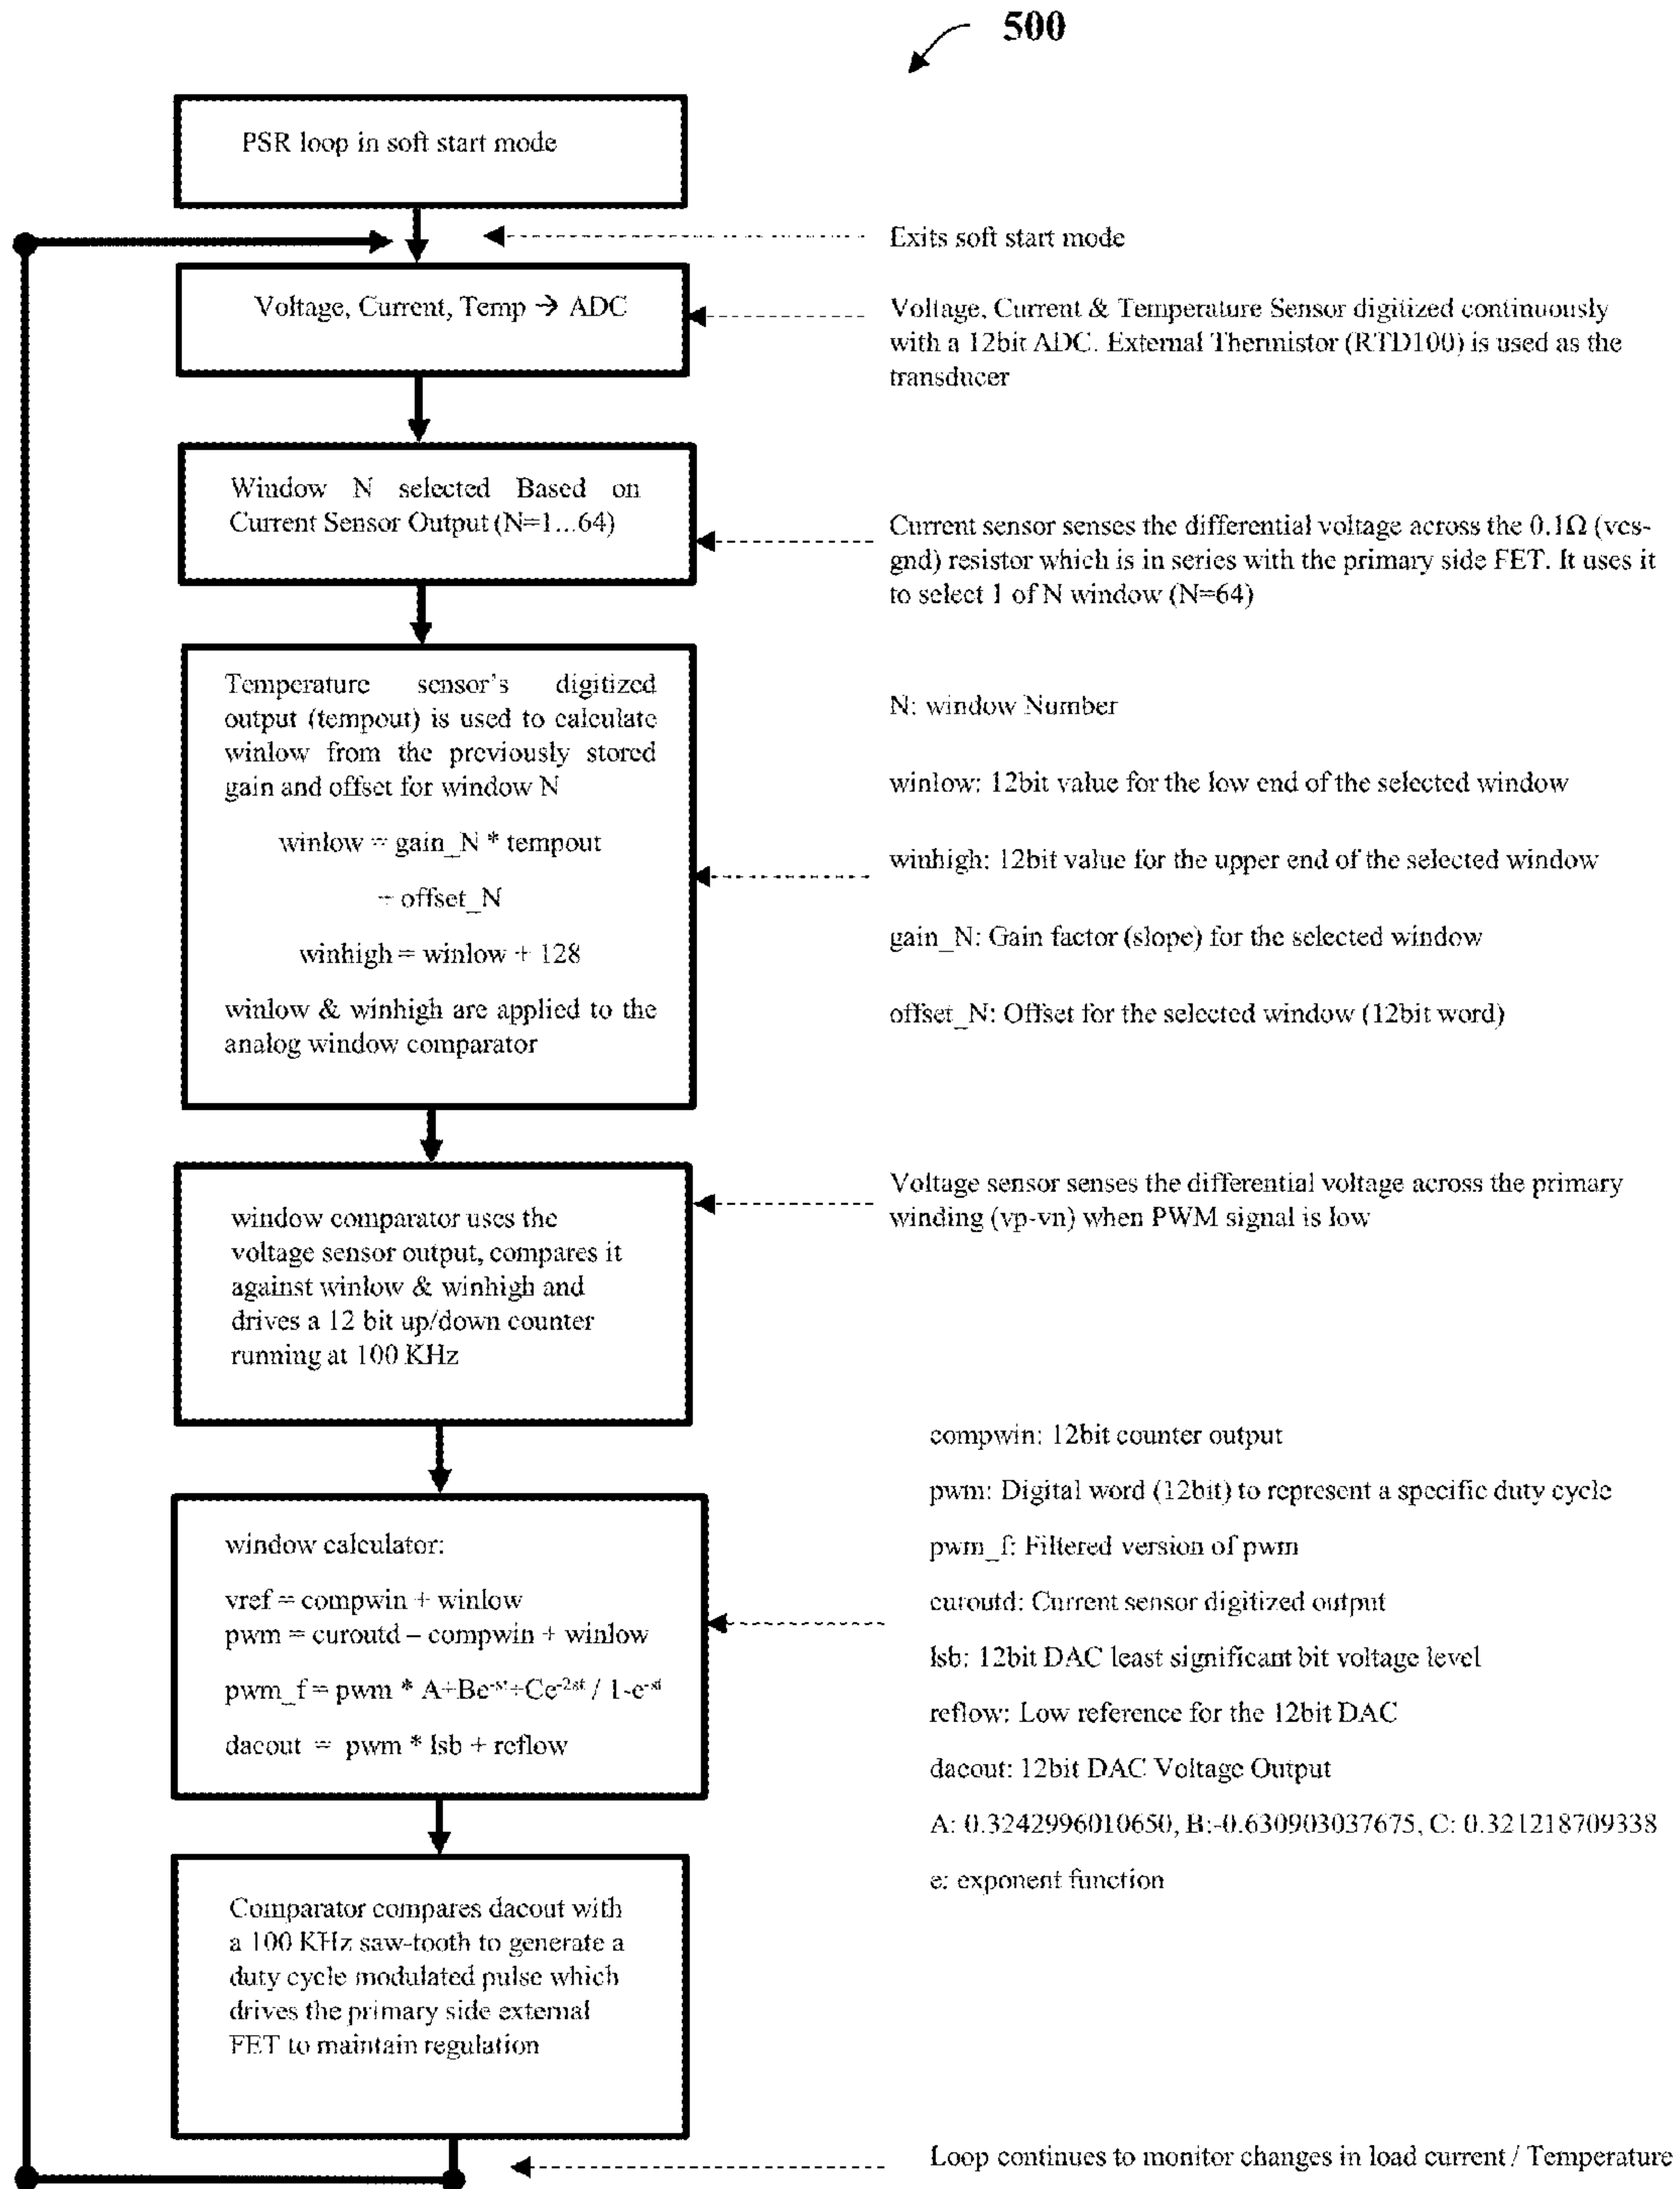 500
PSR loop in soft start mode
Exits soft start mode
Voltage, Current, Temp → ADC
Voltage, Current & Temperature Sensor digitized continuously
with a 12bit ADC. External Thermistor (RTD100) is used as the
transducer
Window N selected Based on
Current Sensor Output (N=1...64)
Current sensor senses the differential voltage across the 0.1Ω (vcs-
gnd) resistor which is in series with the primary side FET. It uses it
to select 1 of N window (N=64)
Temperature sensor's digitized
output (tempout) is used to calculate
winlow from the previously stored
gain and offset for window N
winlow = gain_N * tempout
+ offset_N
winhigh = winlow + 128
winlow & winhigh are applied to the
analog window comparator
N: window Number
winlow: 12bit value for the low end of the selected window
winhigh: 12bit value for the upper end of the selected window
gain_N: Gain factor (slope) for the selected window
offset_N: Offset for the selected window (12bit word)
window comparator uses the
voltage sensor output, compares it
against winlow & winhigh and
drives a 12 bit up/down counter
running at 100 KHz
Voltage sensor senses the differential voltage across the primary
winding (vp-vn) when PWM signal is low
window calculator:
vref = compwin + winlow
pwm = curoutd – compwin + winlow
pwm_f = pwm * A+Be^-st+Ce^-2st / 1-e^-st
dacout = pwm * lsb + reflow
compwin: 12bit counter output
pwm: Digital word (12bit) to represent a specific duty cycle
pwm_f: Filtered version of pwm
curoutd: Current sensor digitized output
lsb: 12bit DAC least significant bit voltage level
reflow: Low reference for the 12bit DAC
dacout: 12bit DAC Voltage Output
A: 0.3242996010650, B:-0.630903037675, C: 0.321218709338
e: exponent function
Comparator compares dacout with
a 100 KHz saw-tooth to generate a
duty cycle modulated pulse which
drives the primary side external
FET to maintain regulation
Loop continues to monitor changes in load current / Temperature